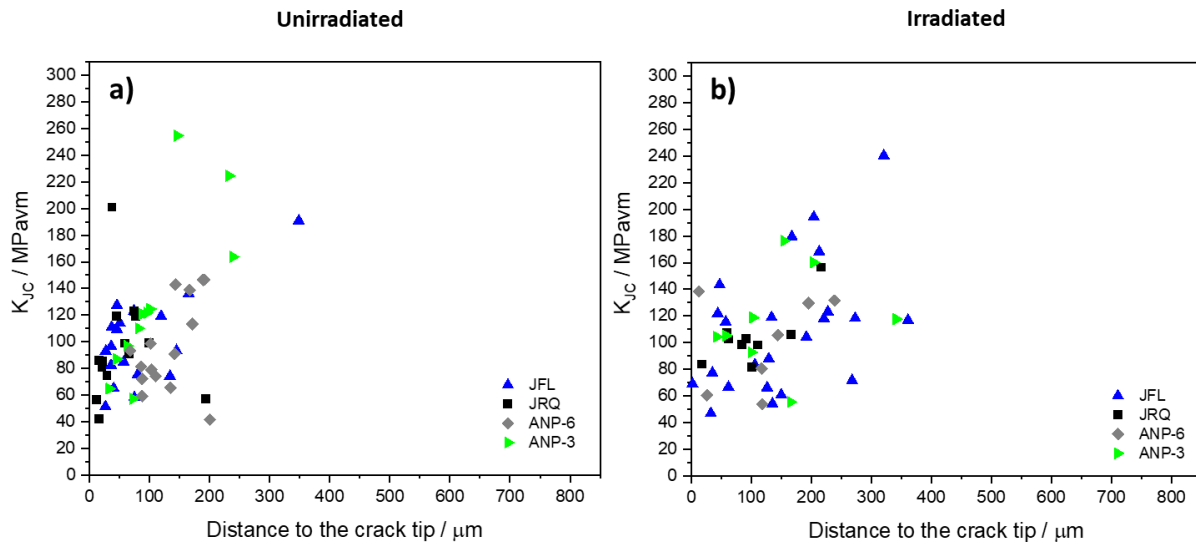 Unirradiated
Irradiated
a)
300
280
260
240
220
200
180
160
140
120
100
80
60
40
20
0
K_JC / MPavm
0 100 200 300 400 500 600 700 800
Distance to the crack tip / μm
JFL
JRQ
ANP-6
ANP-3
b)
300
280
260
240
220
200
180
160
140
120
100
80
60
40
20
0
K_JC / MPavm
0 100 200 300 400 500 600 700 800
Distance to the crack tip / μm
JFL
JRQ
ANP-6
ANP-3